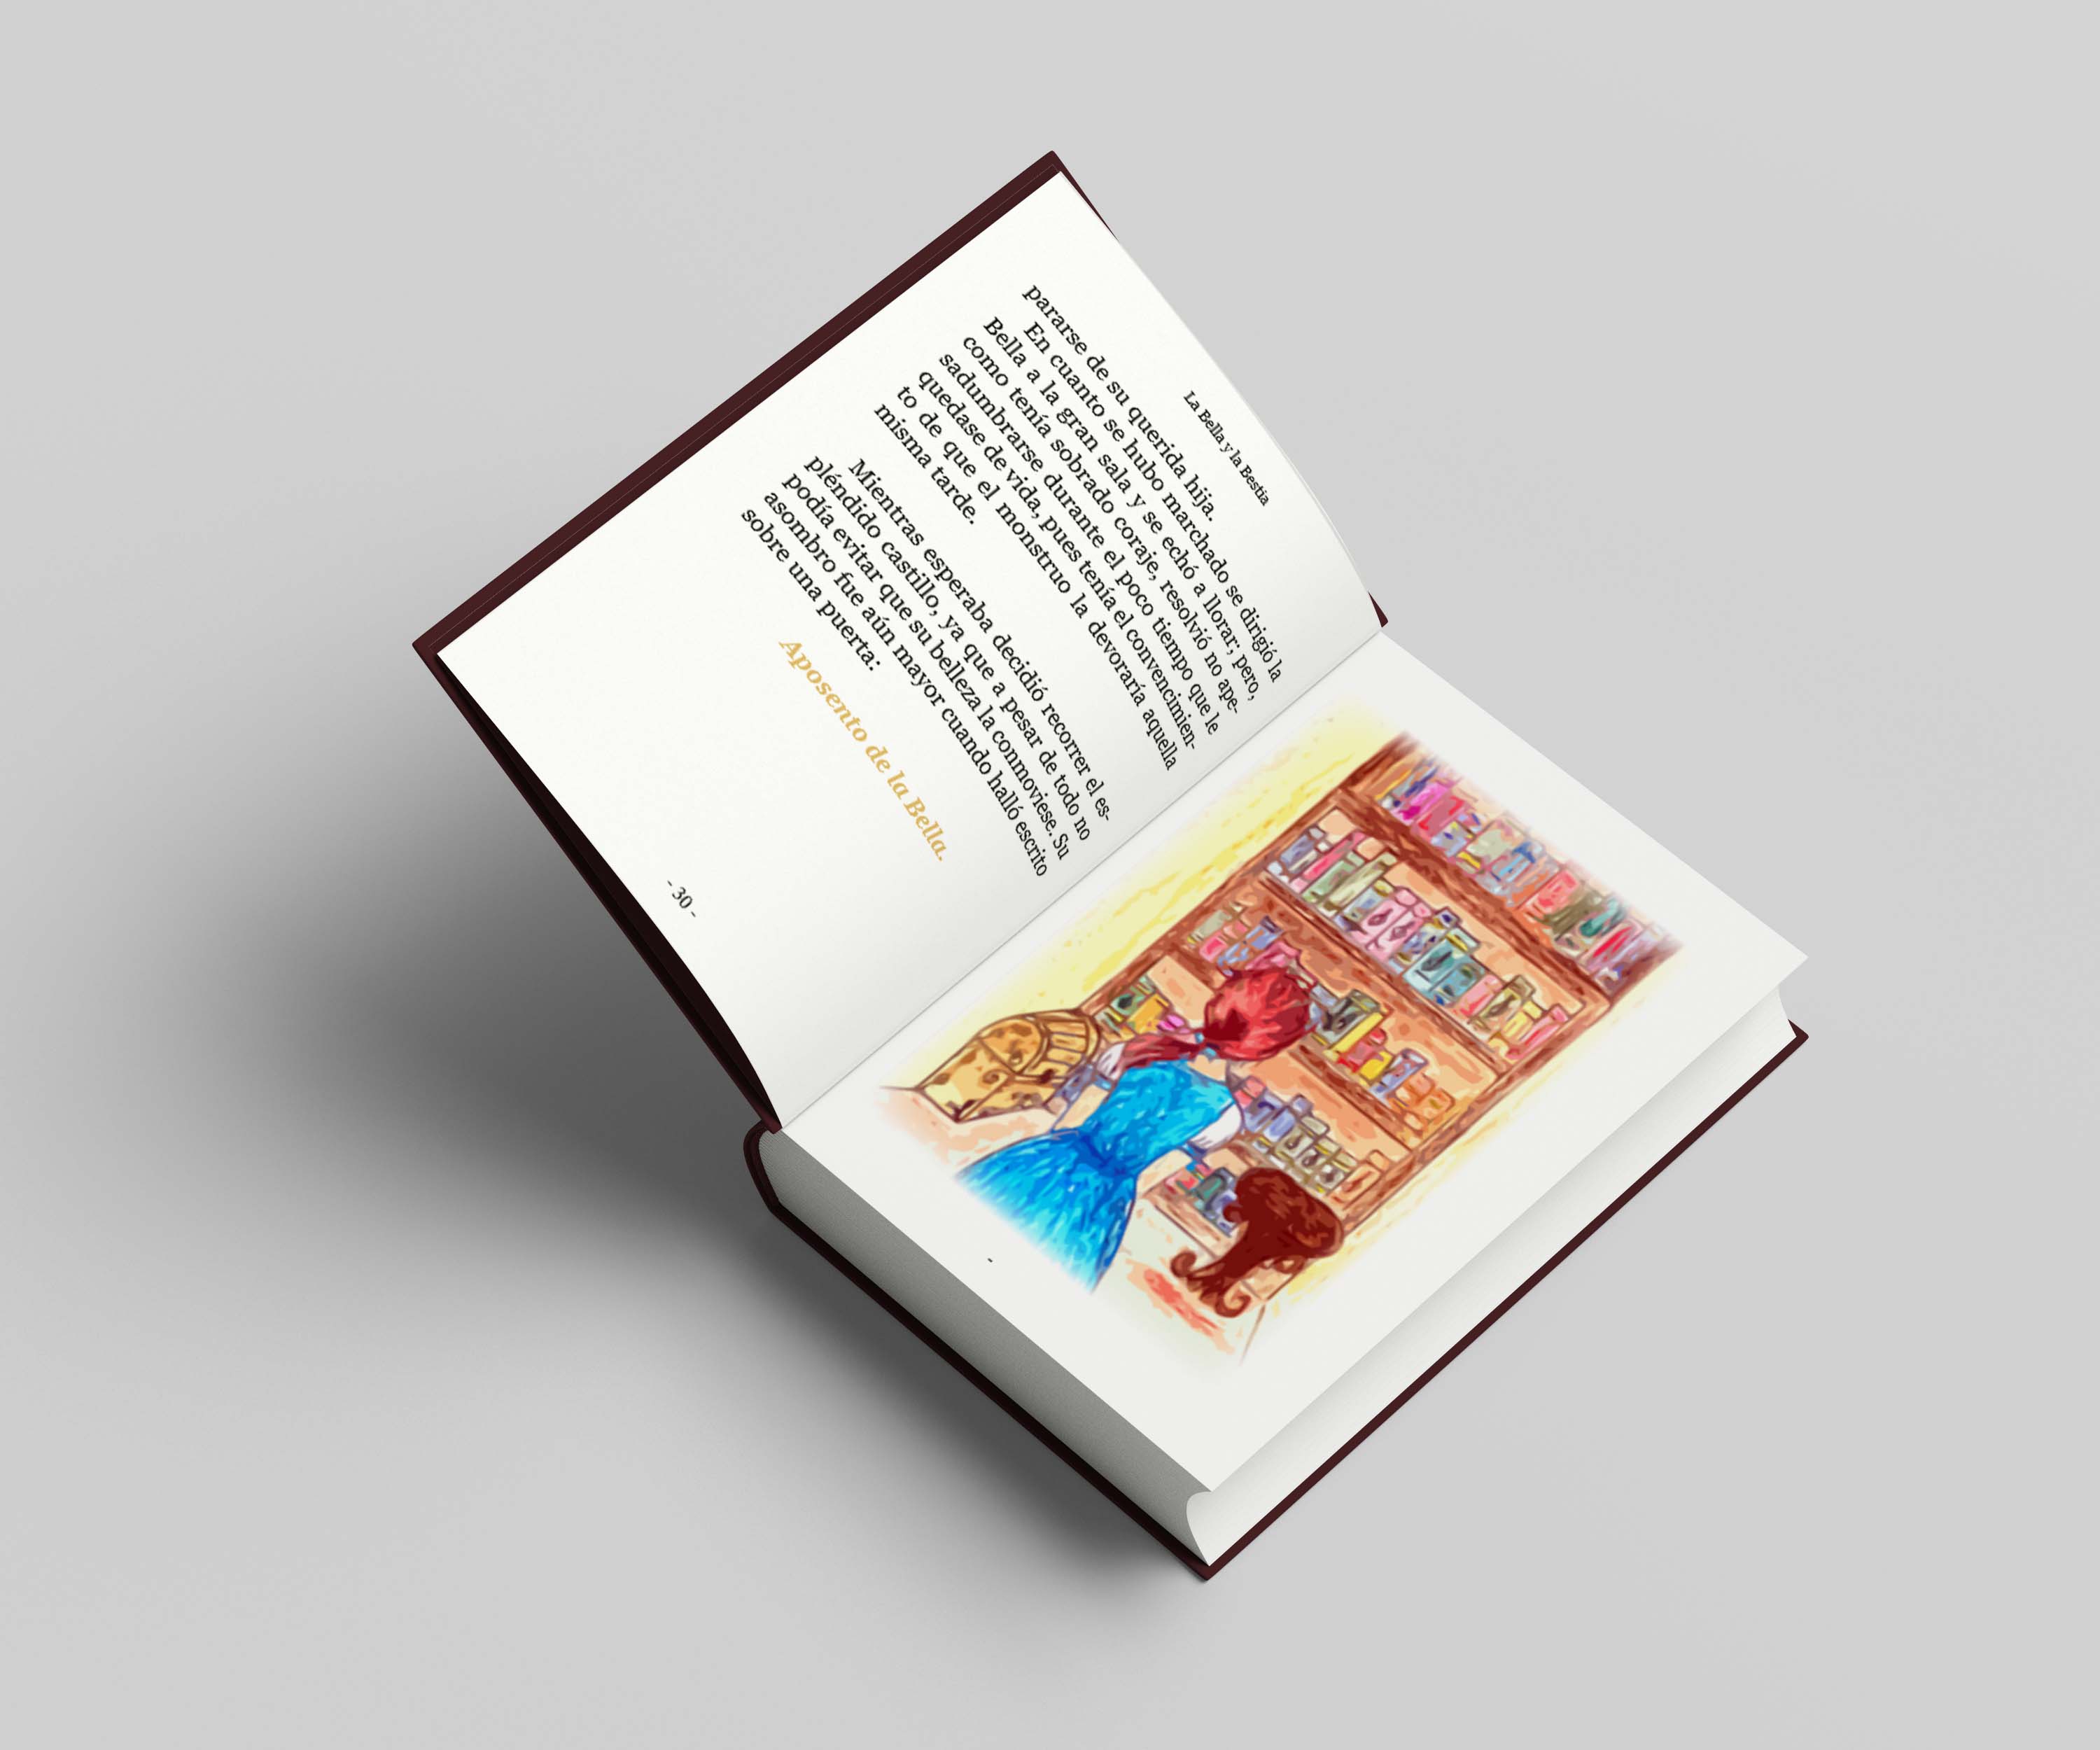 La Bella y la Bestia
pararse de su querida hija.
En cuanto se hubo marchado se dirigió la
Bella a la gran sala y se echó a llorar; pero,
como tenía sobrado coraje, resolvió no ape-
sadumbrarse durante el poco tiempo que le
quedase de vida, pues tenía el convencimien-
to de que el monstruo la devoraría aquella
misma tarde.
Mientras esperaba decidió recorrer el es-
pléndido castillo, ya que a pesar de todo no
podía evitar que su belleza la conmoviese. Su
asombro fue aún mayor cuando halló escrito
sobre una puerta:
Aposento de la Bella.
- 30 -
-